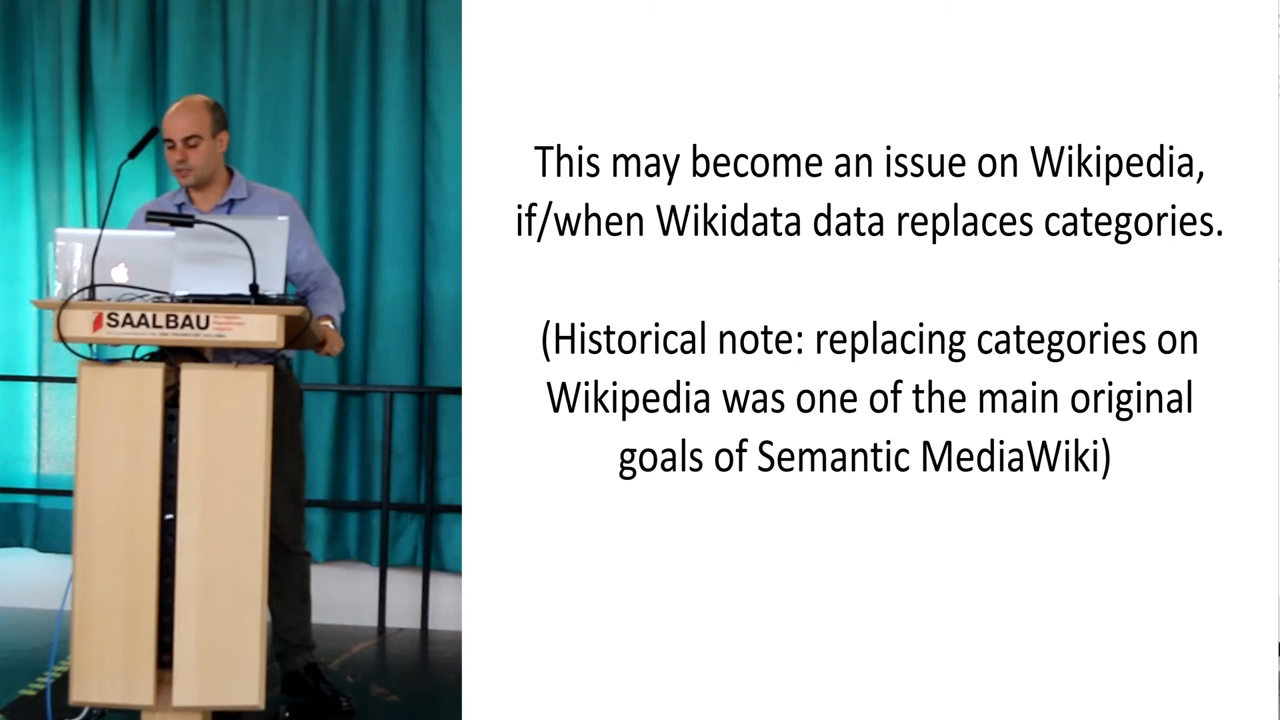 SAALBAU
This may become an issue on Wikipedia,
if/when Wikidata data replaces categories.
(Historical note: replacing categories on
Wikipedia was one of the main original
goals of Semantic MediaWiki)